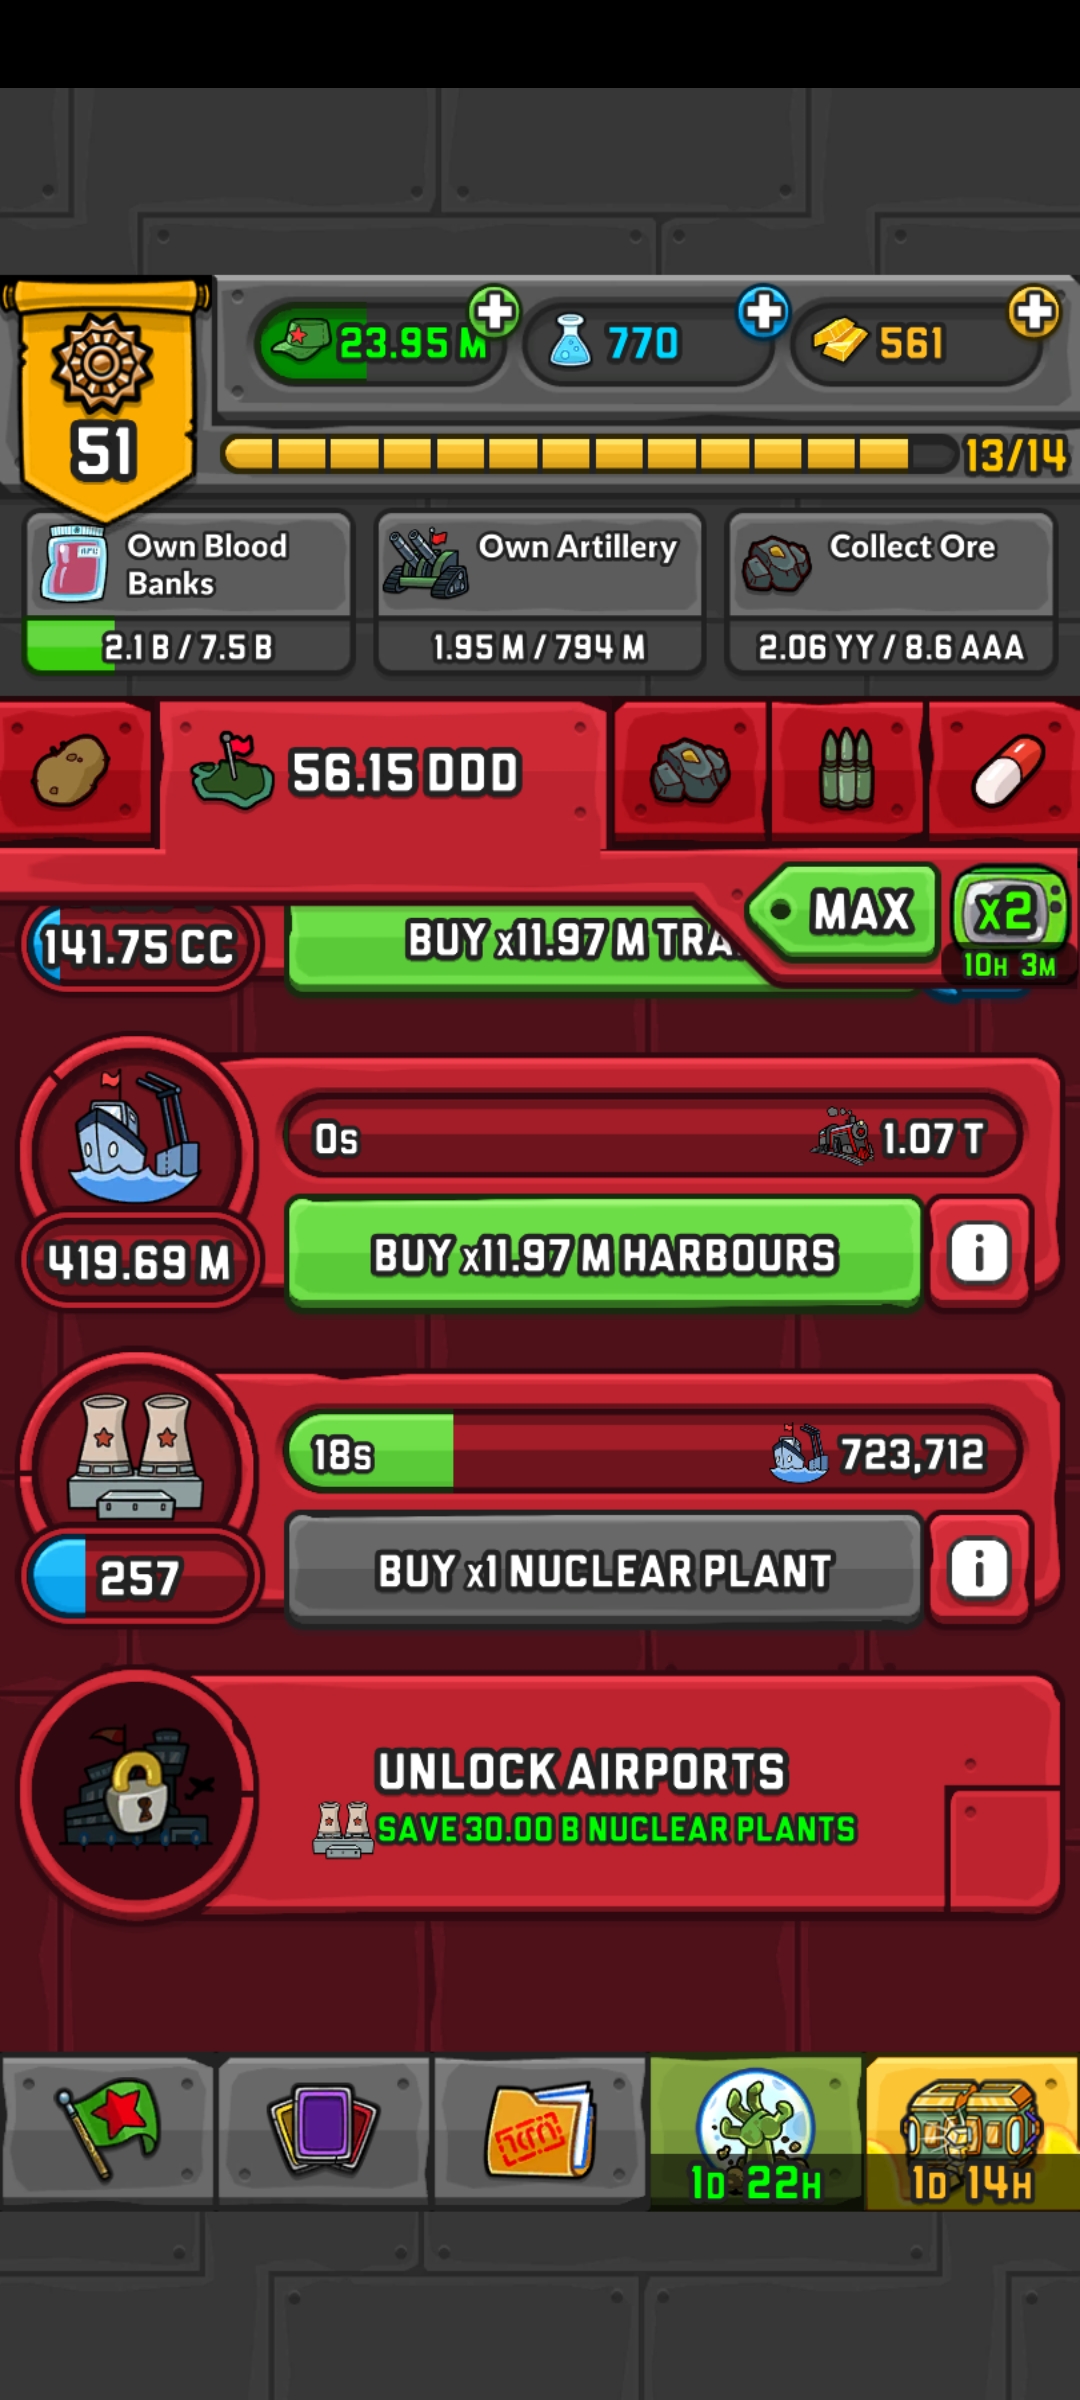 23.95 M
770
561
51
13/14
Own Blood
Banks
Own Artillery
Collect Ore
2.1 B / 7.5 B
1.95 M / 794 M
2.06 YY / 8.6 AAA
56.15 DDD
MAX
x2
10H 3M
141.75 CC
BUY x11.97 M TRA
0s
1.07 T
419.69 M
BUY x11.97 M HARBOURS
i
18s
723,712
257
BUY x1 NUCLEAR PLANT
i
UNLOCK AIRPORTS
SAVE 30.00 B NUCLEAR PLANTS
1D 22H
1D 14H